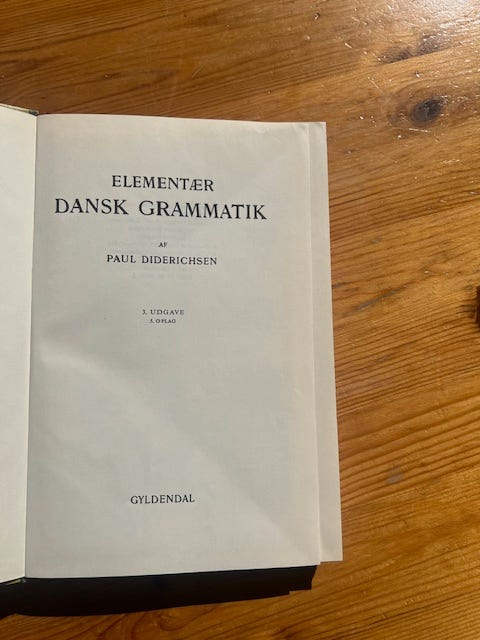 ELEMENTÆR
DANSK GRAMMATIK
AF
PAUL DIDERICHSEN
3. UDGAVE
5. OPLAG
GYLDENDAL